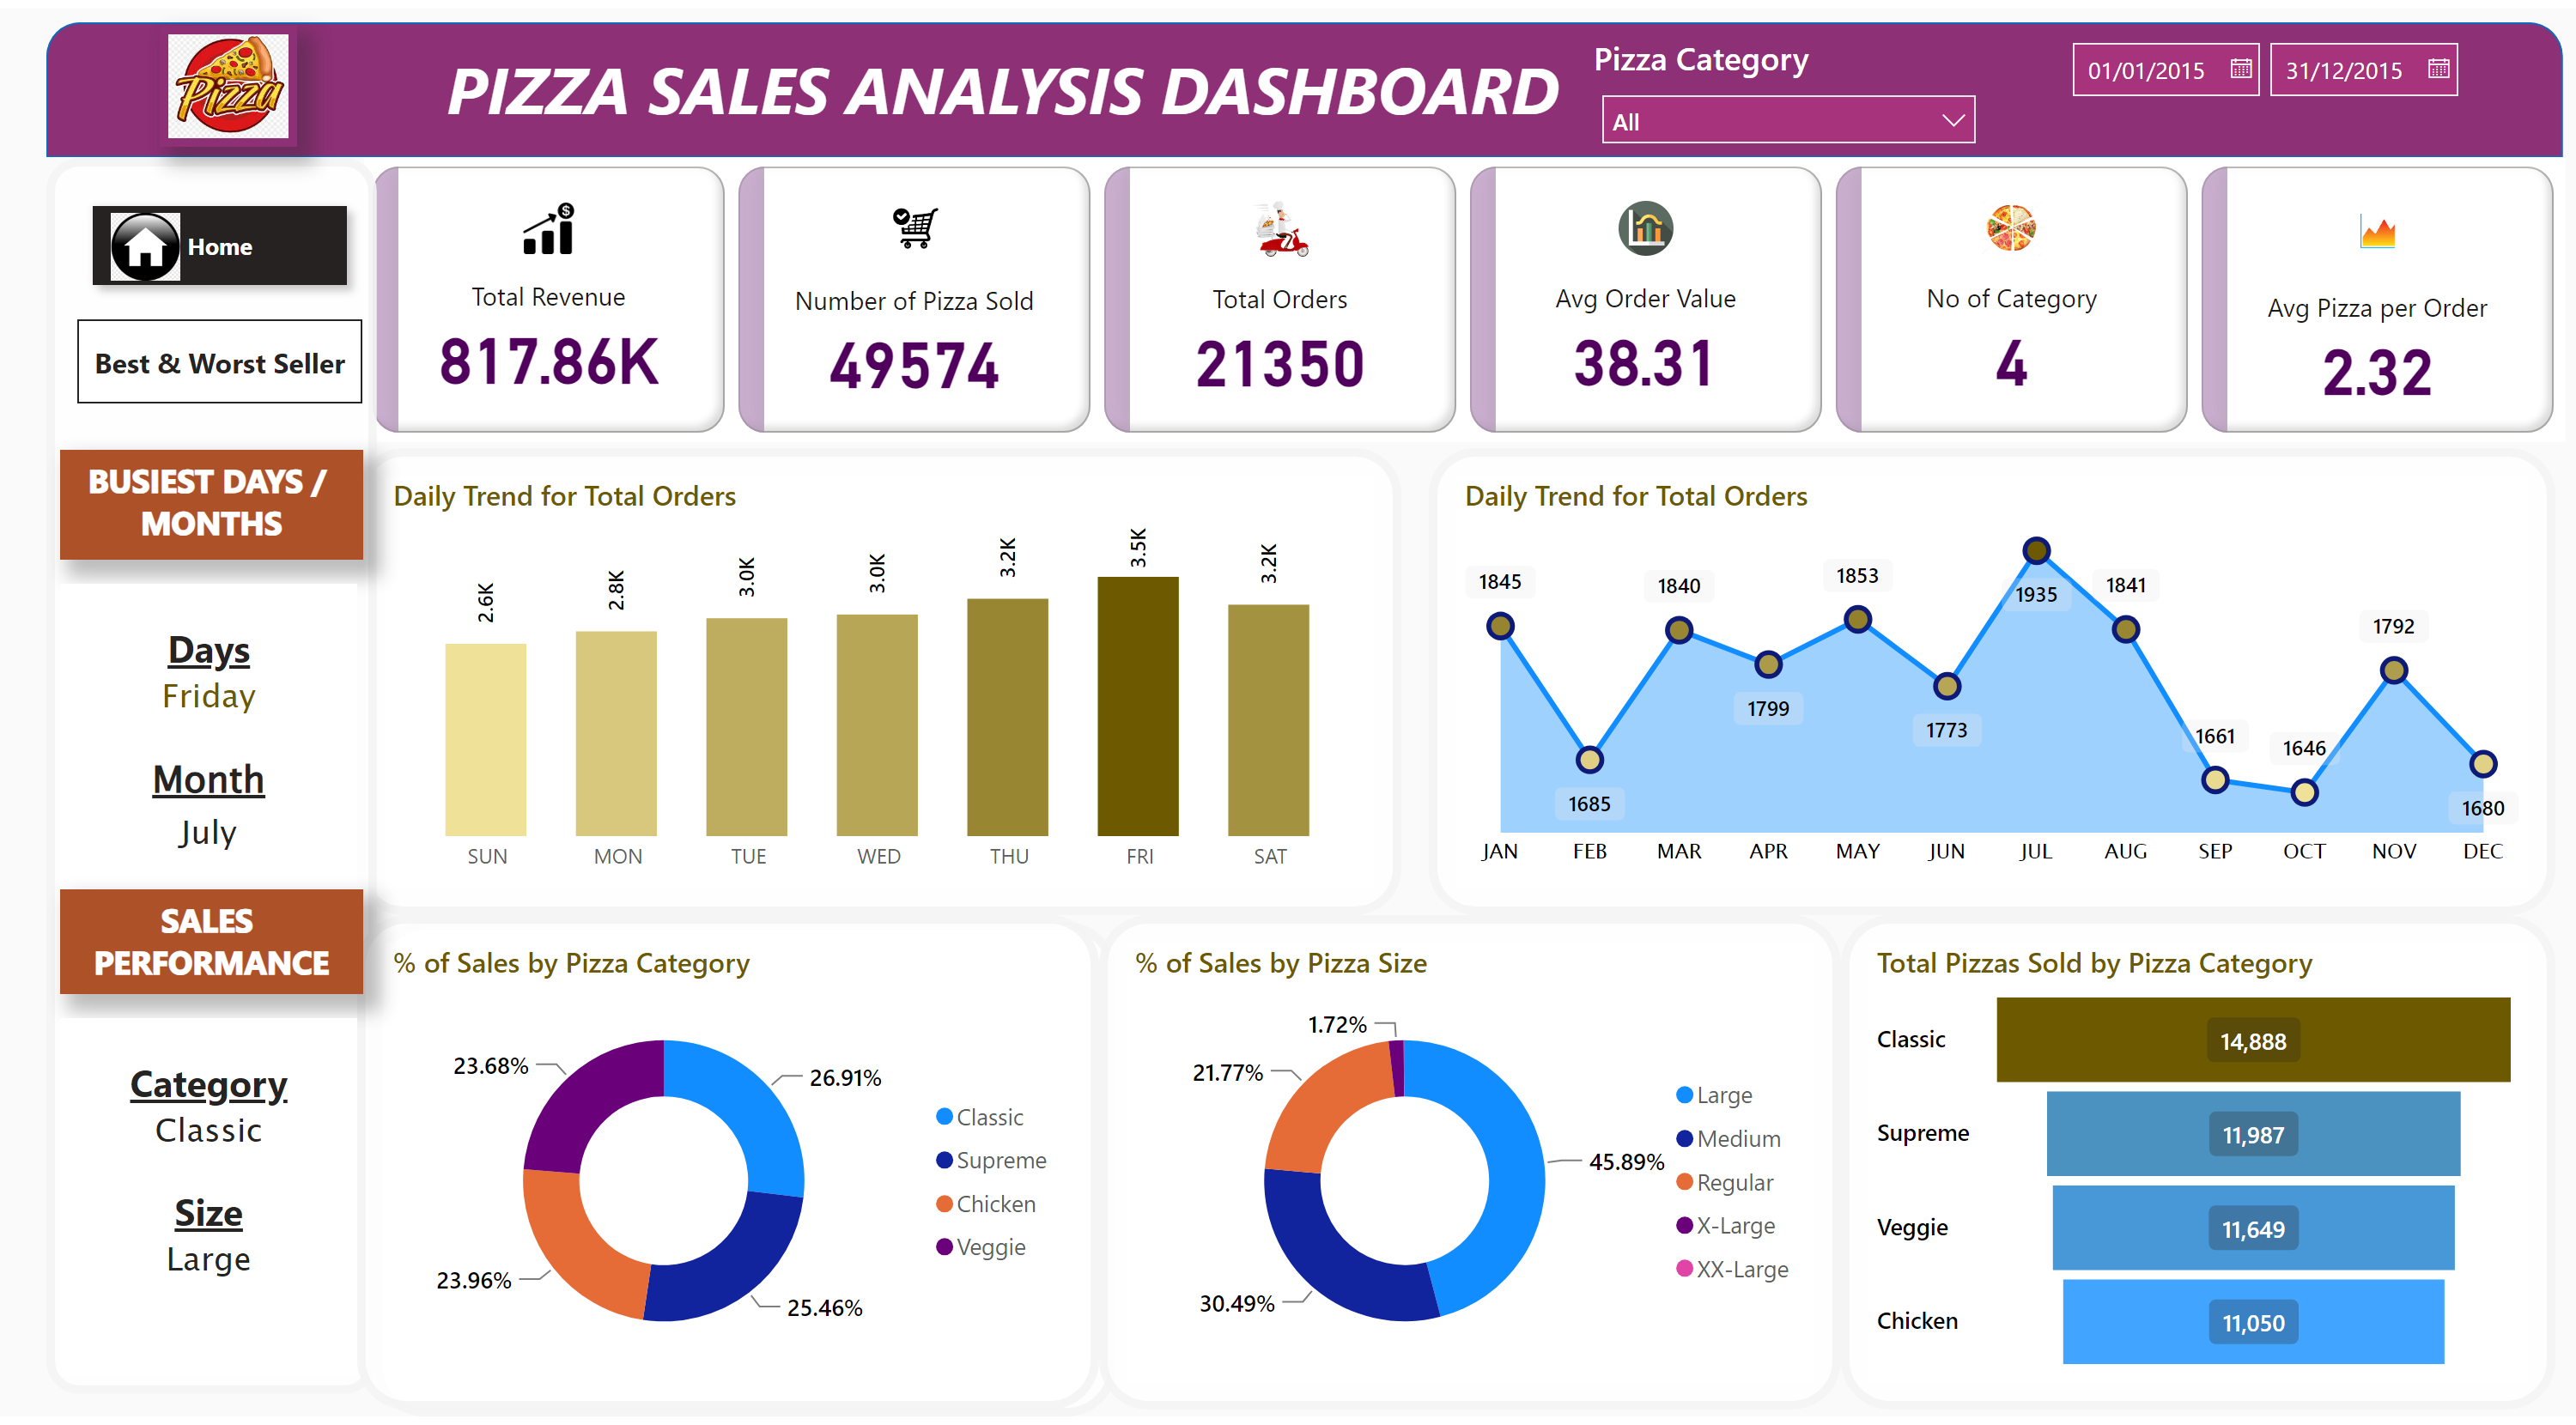 Pizza
PIZZA SALES ANALYSIS DASHBOARD
Pizza Category
All
01/01/2015
31/12/2015
Home
Best & Worst Seller
Total Revenue
817.86K
Number of Pizza Sold
49574
Total Orders
21350
Avg Order Value
38.31
No of Category
4
Avg Pizza per Order
2.32
BUSIEST DAYS /
MONTHS
Days
Friday
Month
July
SALES
PERFORMANCE
Category
Classic
Size
Large
Daily Trend for Total Orders
2.6K
2.8K
3.0K
3.0K
3.2K
3.5K
3.2K
SUN
MON
TUE
WED
THU
FRI
SAT
Daily Trend for Total Orders
1845
1685
1840
1799
1853
1773
1935
1841
1661
1646
1792
1680
JAN
FEB
MAR
APR
MAY
JUN
JUL
AUG
SEP
OCT
NOV
DEC
% of Sales by Pizza Category
23.68%
26.91%
23.96%
25.46%
Classic
Supreme
Chicken
Veggie
% of Sales by Pizza Size
1.72%
21.77%
45.89%
30.49%
Large
Medium
Regular
X-Large
XX-Large
Total Pizzas Sold by Pizza Category
Classic
14,888
Supreme
11,987
Veggie
11,649
Chicken
11,050